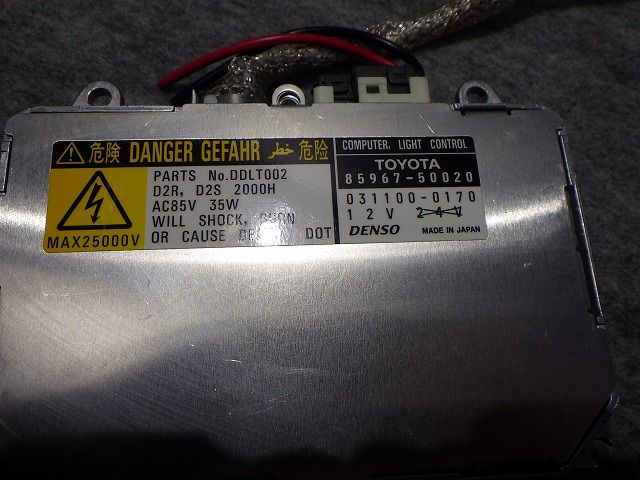 ⚠ 危険 DANGER GEFAHR خطر 危险
MAX25000V
PARTS No.DDLT002
D2R, D2S 2000H
AC85V 35W
WILL SHOCK,
OR CAUSE DOT
COMPUTER, LIGHT CONTROL
TOYOTA
85967-50020
031100-0170
12V
DENSO MADE IN JAPAN